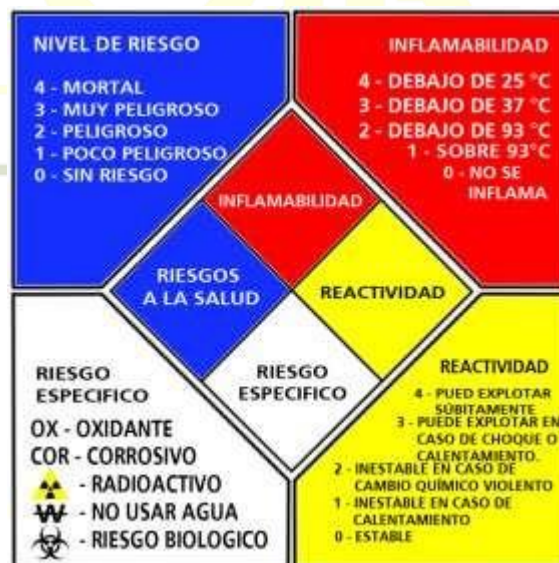 NIVEL DE RIESGO
4 - MORTAL
3 - MUY PELIGROSO
2 - PELIGROSO
1 - POCO PELIGROSO
0 - SIN RIESGO
INFLAMABILIDAD
4 - DEBAJO DE 25 °C
3 - DEBAJO DE 37 °C
2 - DEBAJO DE 93 °C
1 - SOBRE 93°C
0 - NO SE
INFLAMA
INFLAMABILIDAD
RIESGOS
A LA SALUD
REACTIVIDAD
RIESGO
ESPECIFICO
RIESGO
ESPECIFICO
OX - OXIDANTE
COR - CORROSIVO
- RADIOACTIVO
W - NO USAR AGUA
- RIESGO BIOLOGICO
REACTIVIDAD
4 - PUED EXPLOTAR
SÚBITAMENTE
3 - PUEDE EXPLOTAR EN
CASO DE CHOQUE O
CALENTAMIENTO.
2 - INESTABLE EN CASO DE
CAMBIO QUÍMICO VIOLENTO
1 - INESTABLE EN CASO DE
CALENTAMIENTO
0 - ESTABLE